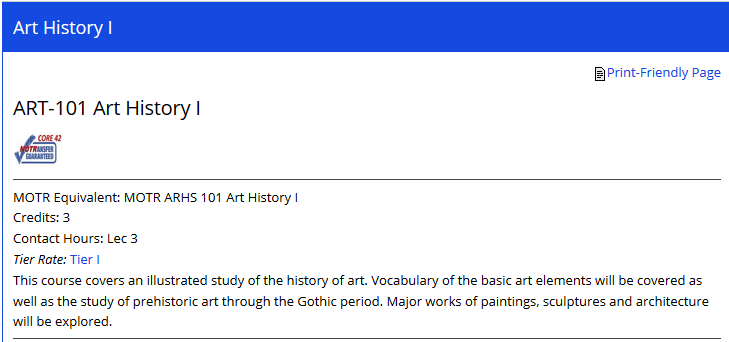 Art History I
Print-Friendly Page
ART-101 Art History I
CORE 42
MOTRANSFER
GUARANTEED
MOTR Equivalent: MOTR ARHS 101 Art History I
Credits: 3
Contact Hours: Lec 3
Tier Rate: Tier I
This course covers an illustrated study of the history of art. Vocabulary of the basic art elements will be covered as
well as the study of prehistoric art through the Gothic period. Major works of paintings, sculptures and architecture
will be explored.